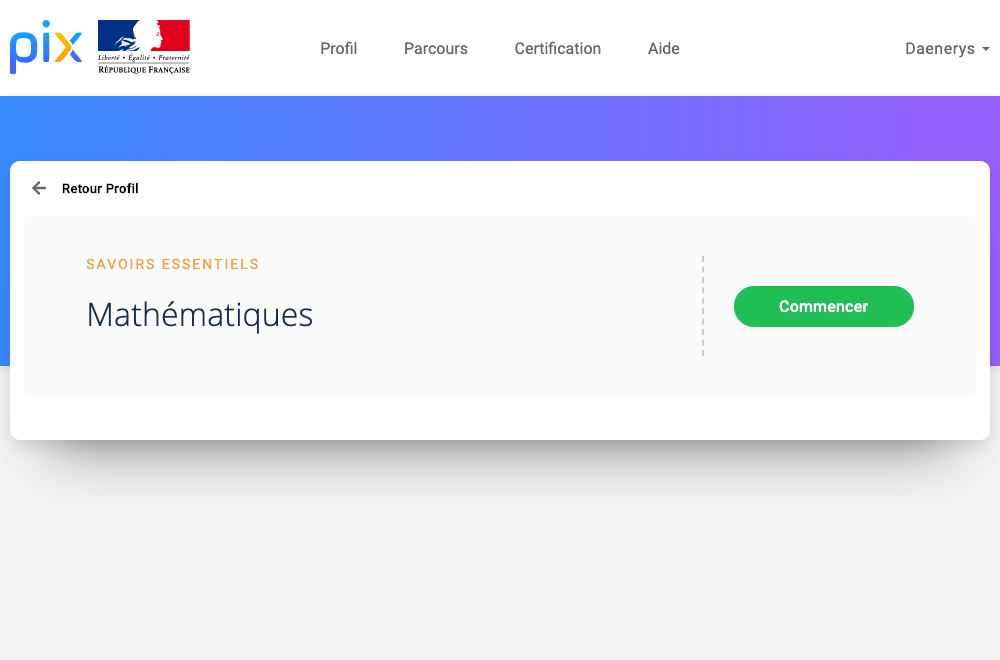 pix
Liberté • Égalité • Fraternité
RÉPUBLIQUE FRANÇAISE
Profil
Parcours
Certification
Aide
Daenerys
Retour Profil
SAVOIRS ESSENTIELS
Mathématiques
Commencer